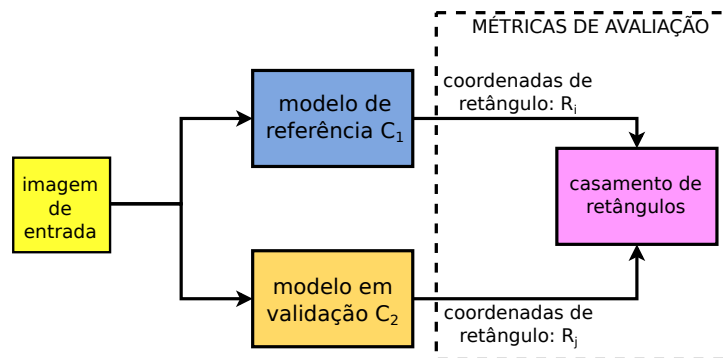 MÉTRICAS DE AVALIAÇÃO
coordenadas de
retângulo: Rᵢ
modelo de
referência C₁
imagem
de
entrada
casamento de
retângulos
modelo em
validação C₂
coordenadas de
retângulo: Rⱼ